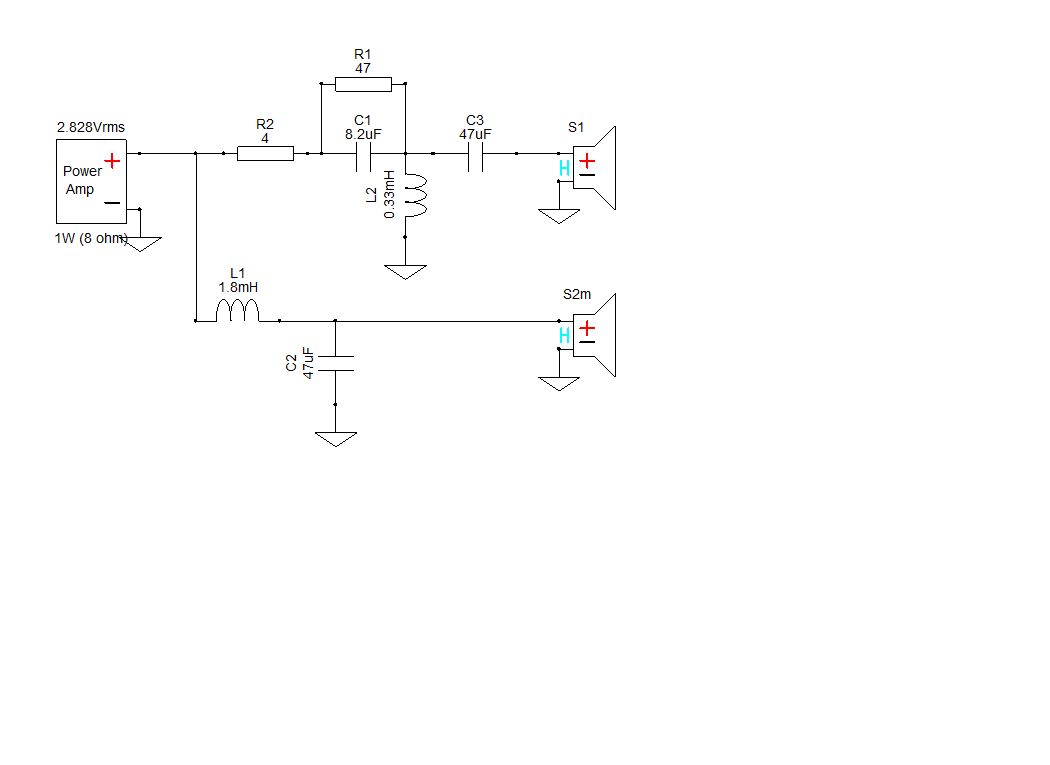 R1
47
2.828Vrms
R2
4
C1
8.2uF
C3
47uF
S1
+
Power
Amp
−
H
+
−
L2
0.33mH
1W (8 ohm)
L1
1.8mH
S2m
H
+
−
C2
47uF